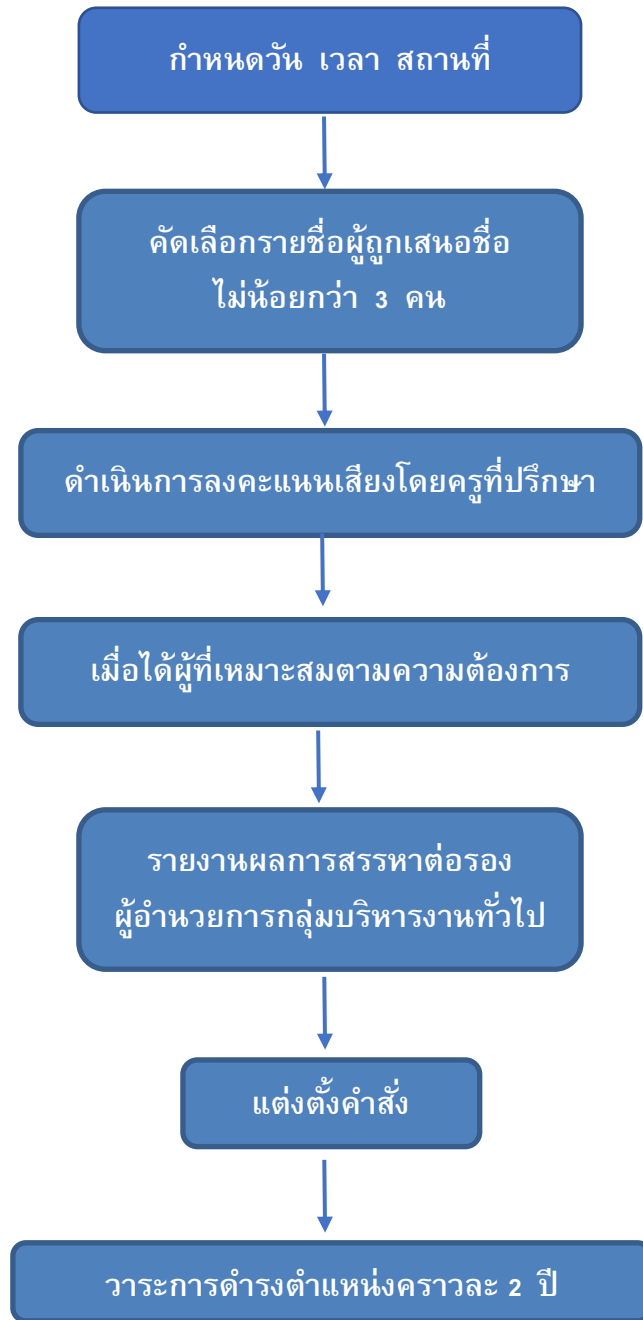 กำหนดวัน เวลา สถานที่
คัดเลือกรายชื่อผู้ถูกเสนอชื่อ
ไม่น้อยกว่า 3 คน
ดำเนินการลงคะแนนเสียงโดยครูที่ปรึกษา
เมื่อได้ผู้ที่เหมาะสมตามความต้องการ
รายงานผลการสรรหาต่อรอง
ผู้อำนวยการกลุ่มบริหารงานทั่วไป
แต่งตั้งคำสั่ง
วาระการดำรงตำแหน่งคราวละ 2 ปี